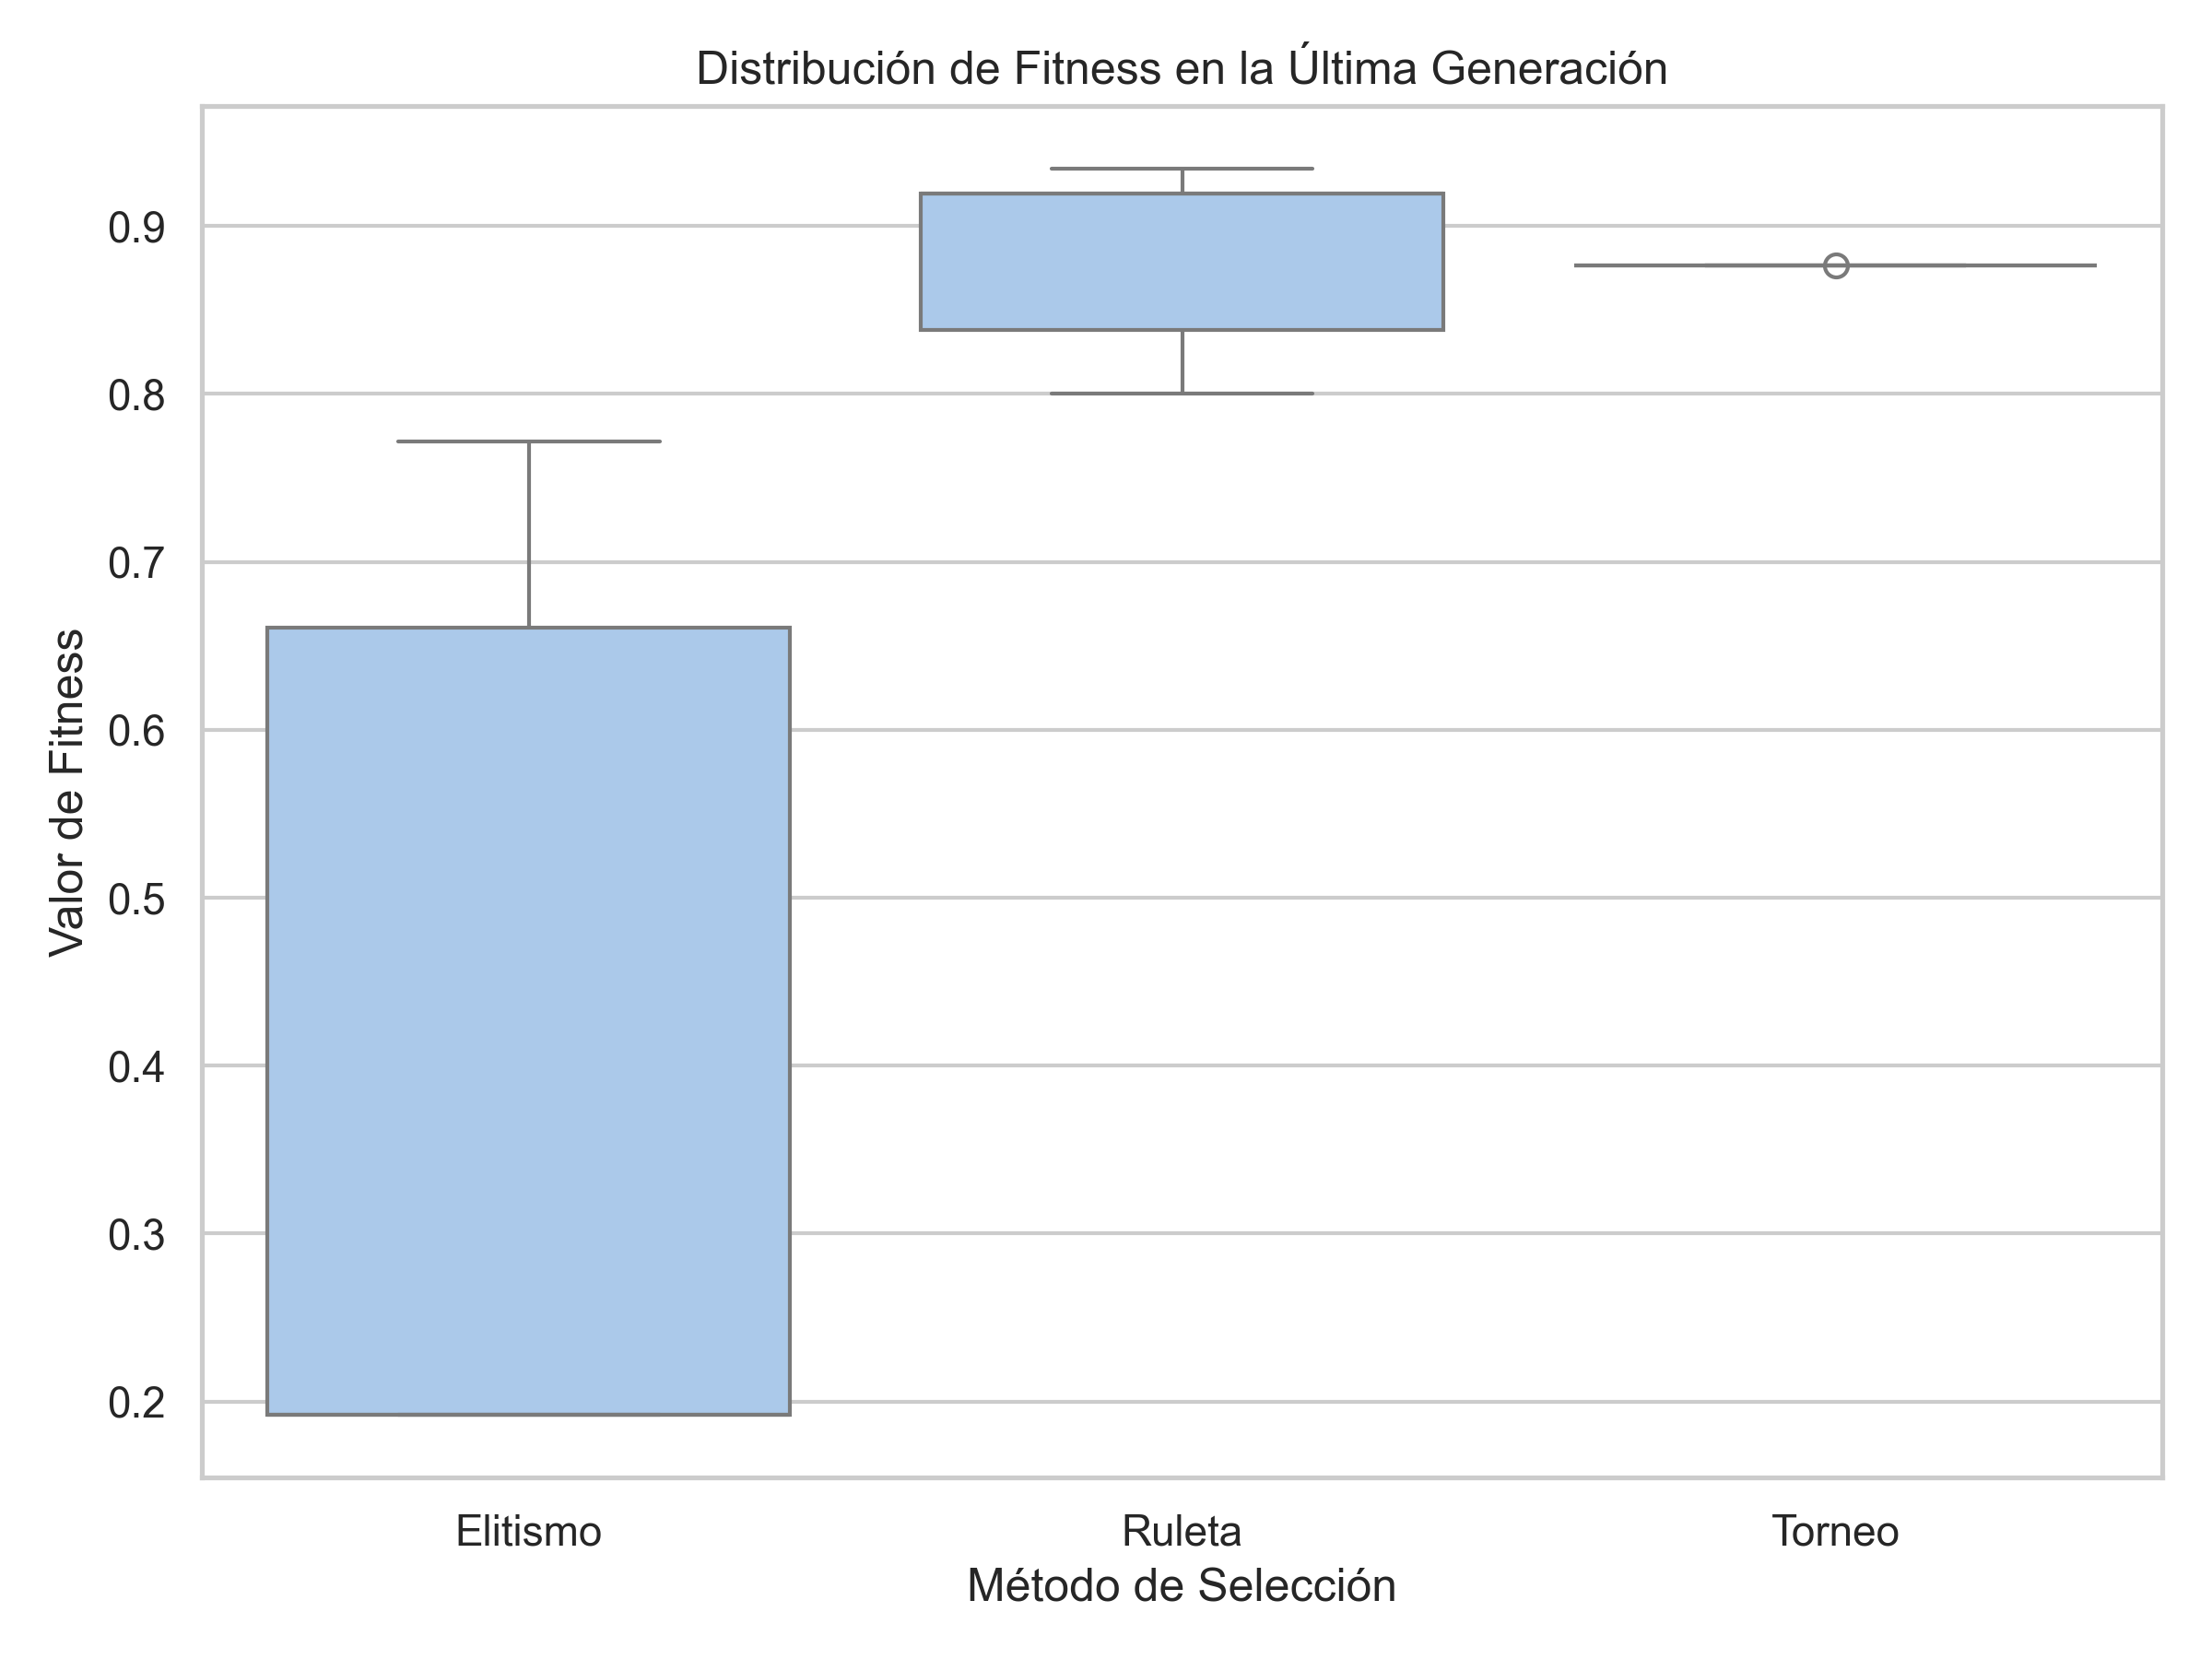 Distribución de Fitness en la Última Generación
Valor de Fitness
0.9
0.8
0.7
0.6
0.5
0.4
0.3
0.2
Elitismo
Ruleta
Torneo
Método de Selección